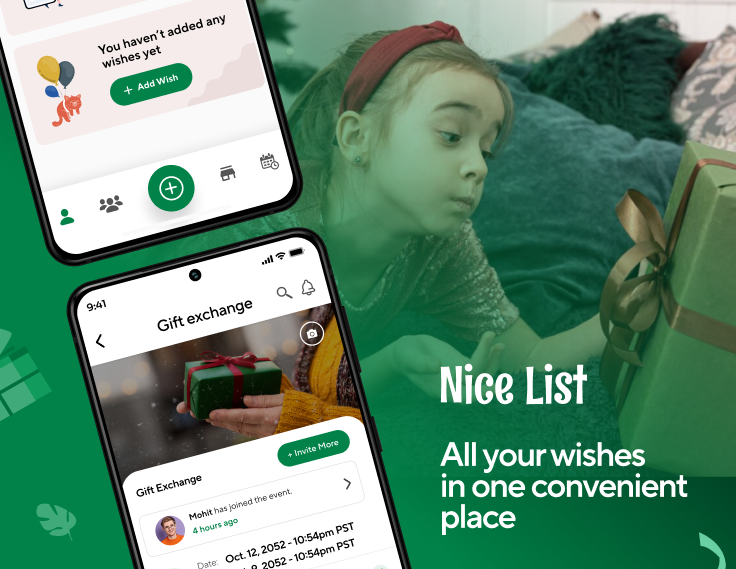 You haven't added any
wishes yet
+ Add Wish
9:41
Gift exchange
+ Invite More
Gift Exchange
Mohit has joined the event.
4 hours ago
Date: Oct. 12, 2052 - 10:54pm PST
2052 - 10:54pm PST
Nice List
All your wishes
in one convenient
place